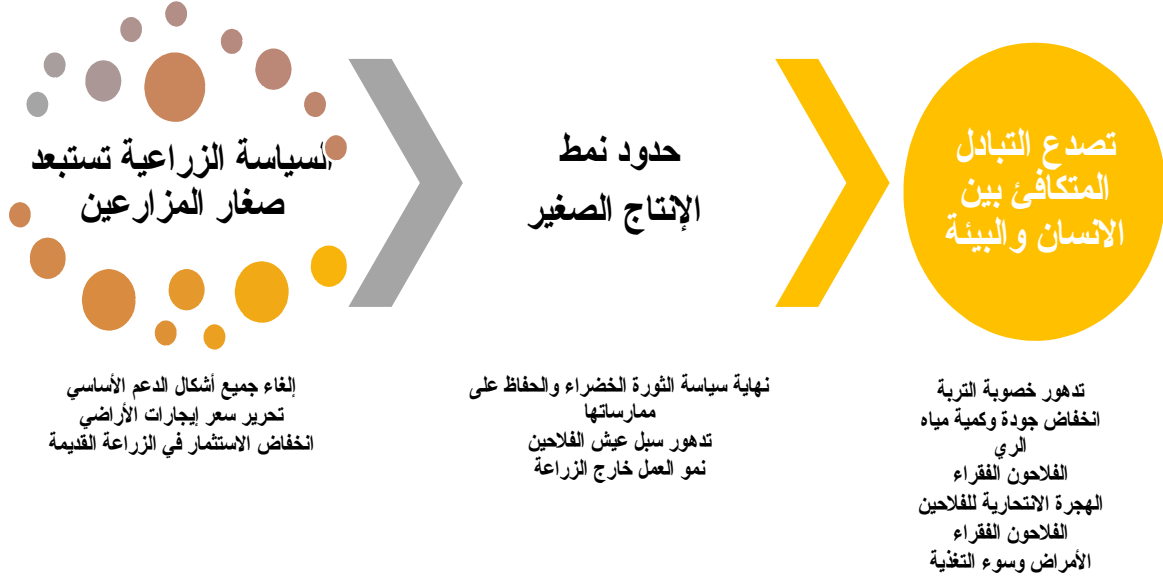 السياسة الزراعية تستبعد
صغار المزارعين
إلغاء جميع أشكال الدعم الأساسي
تحرير سعر إيجارات الأراضي
انخفاض الاستثمار في الزراعة القديمة
حدود نمط
الإنتاج الصغير
نهاية سياسة الثورة الخضراء والحفاظ على
ممارساتها
تدهور سبل عيش الفلاحين
نمو العمل خارج الزراعة
تصدع التبادل
المتكافئ بين
الانسان والبيئة
تدهور خصوبة التربة
انخفاض جودة وكمية مياه
الري
الفلاحون الفقراء
الهجرة الانتحارية للفلاحين
الفلاحون الفقراء
الأمراض وسوء التغذية